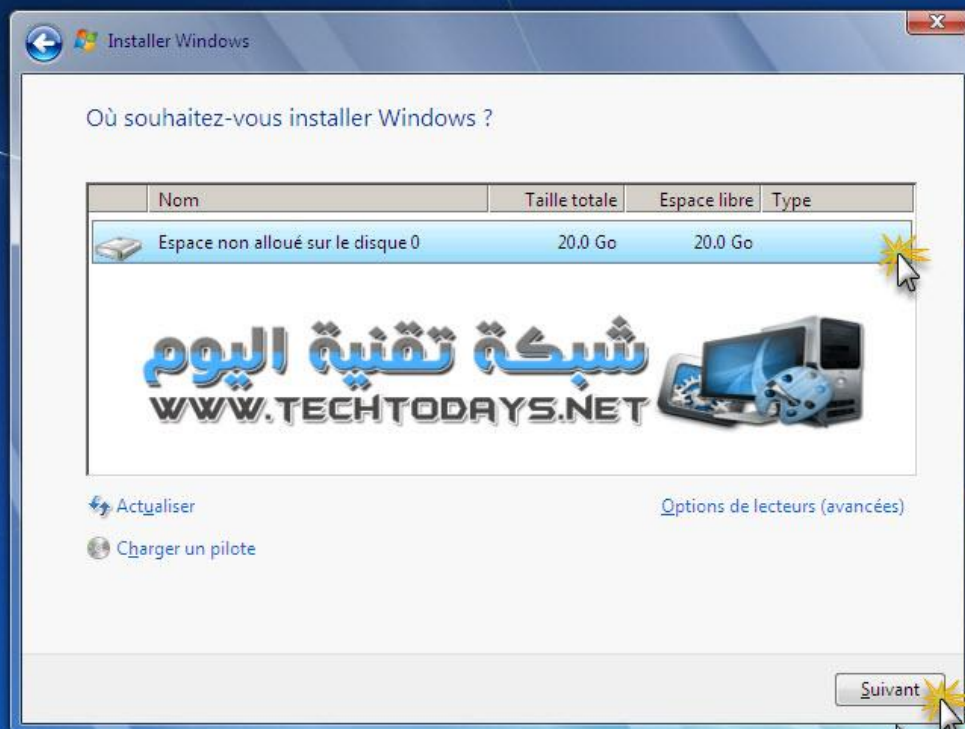 Installer Windows
Où souhaitez-vous installer Windows ?
Nom Taille totale Espace libre Type
Espace non alloué sur le disque 0 20.0 Go 20.0 Go
شبكة تقنية اليوم
WWW.TECHTODAYS.NET
Actualiser Options de lecteurs (avancées)
Charger un pilote
Suivant